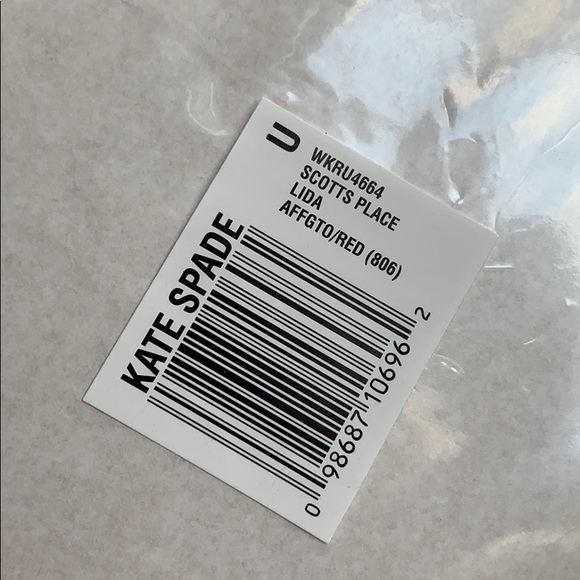 U
WKRU4664
SCOTTS PLACE
LIDA
AFFGTO/RED (806)
KATE SPADE
0 98687 10696 2